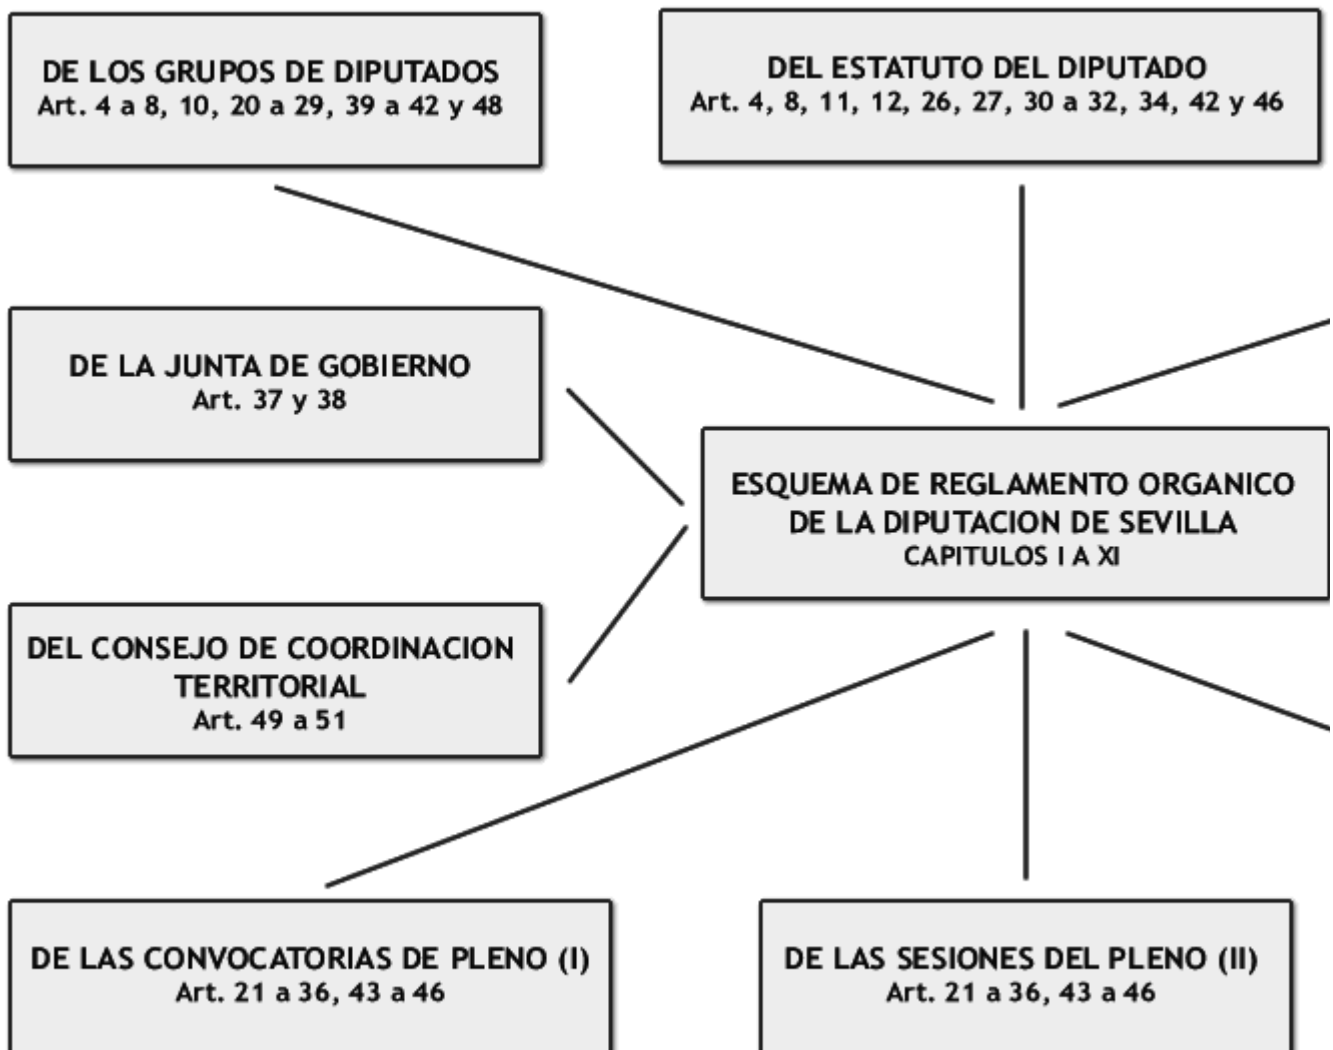 DE LOS GRUPOS DE DIPUTADOS
Art. 4 a 8, 10, 20 a 29, 39 a 42 y 48
DEL ESTATUTO DEL DIPUTADO
Art. 4, 8, 11, 12, 26, 27, 30 a 32, 34, 42 y 46
DE LA JUNTA DE GOBIERNO
Art. 37 y 38
ESQUEMA DE REGLAMENTO ORGANICO
DE LA DIPUTACION DE SEVILLA
CAPITULOS I A XI
DEL CONSEJO DE COORDINACION
TERRITORIAL
Art. 49 a 51
DE LAS CONVOCATORIAS DE PLENO (I)
Art. 21 a 36, 43 a 46
DE LAS SESIONES DEL PLENO (II)
Art. 21 a 36, 43 a 46